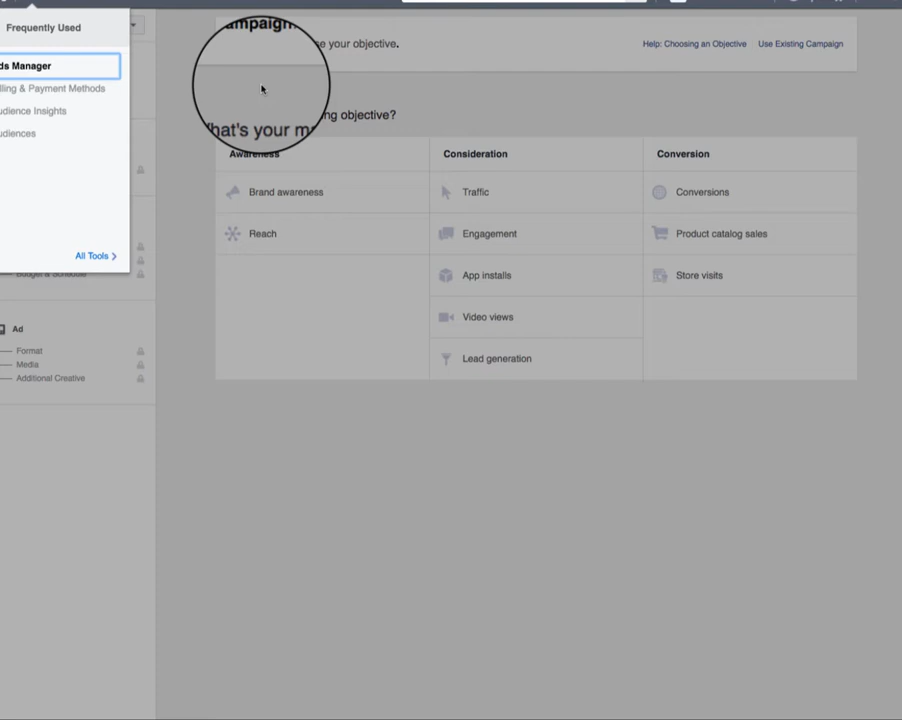 Frequently Used
ds Manager
lling & Payment Methods
udience Insights
udiences
All Tools >
Budget & Schedule
Ad
Format
Media
Additional Creative
ampaign
se your objective.
Help: Choosing an Objective
Use Existing Campaign
hat's your m
ng objective?
Awareness
Consideration
Conversion
Brand awareness
Traffic
Conversions
Reach
Engagement
Product catalog sales
App installs
Store visits
Video views
Lead generation